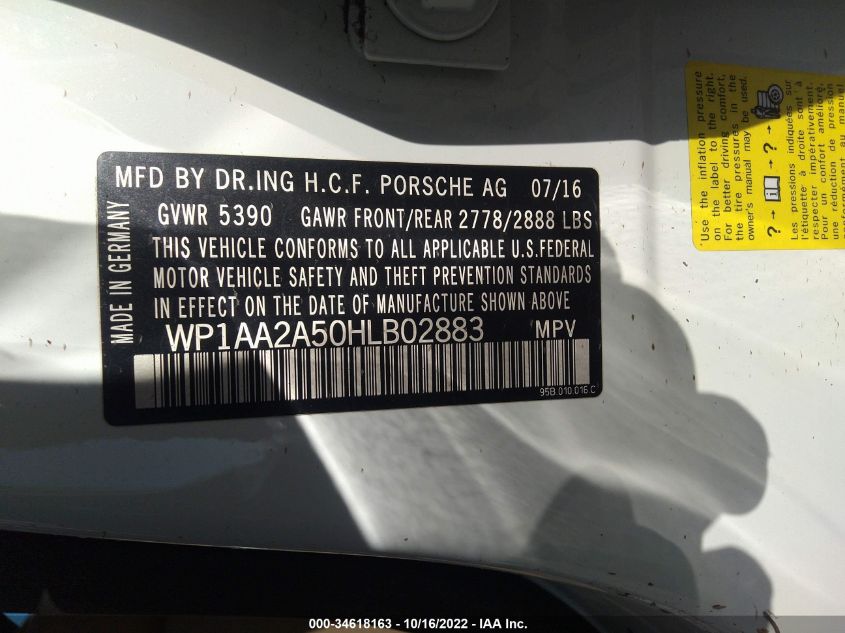 MFD BY DR.ING H.C.F. PORSCHE AG 07/16
GVWR 5390 GAWR FRONT/REAR 2778/2888 LBS
THIS VEHICLE CONFORMS TO ALL APPLICABLE U.S.FEDERAL
MOTOR VEHICLE SAFETY AND THEFT PREVENTION STANDARDS
IN EFFECT ON THE DATE OF MANUFACTURE SHOWN ABOVE
WP1AA2A50HLB02883 MPV
95B.010.016.C
MADE IN GERMANY
Use the inflation pressure
on the label to the right.
For better driving comfort,
the tire pressures in the
owner's manual may be used.
? → i → ? →
Les pressions indiquées sur
l'étiquette à droite sont à
respecter impérativement.
Pour un confort amélioré,
une réduction de pression
conformément au manuel
000-34618163 - 10/16/2022 - IAA Inc.